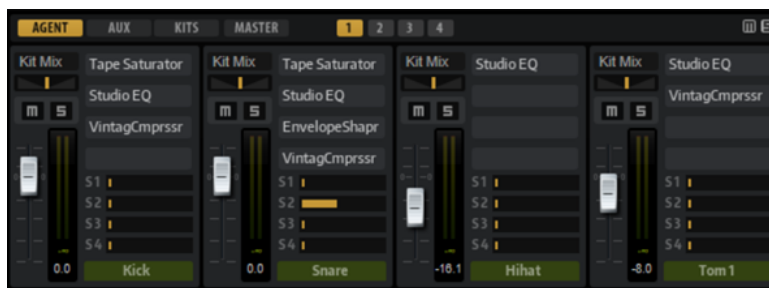 AGENT AUX KITS MASTER 1 2 3 4 m
Kit Mix Tape Saturator Kit Mix Tape Saturator Kit Mix Studio EQ Kit Mix Studio EQ
Studio EQ Studio EQ VintagCmprssr
m S VintagCmprssr m S EnvelopeShapr m S m S
VintagCmprssr
0 0 S1 S1 S1 S1
S2 S2 S2 S2
S3 S3 S3 S3
S4 S4 S4 S4
0.0 Kick 0.0 Snare -16.1 Hihat -8.0 Tom 1